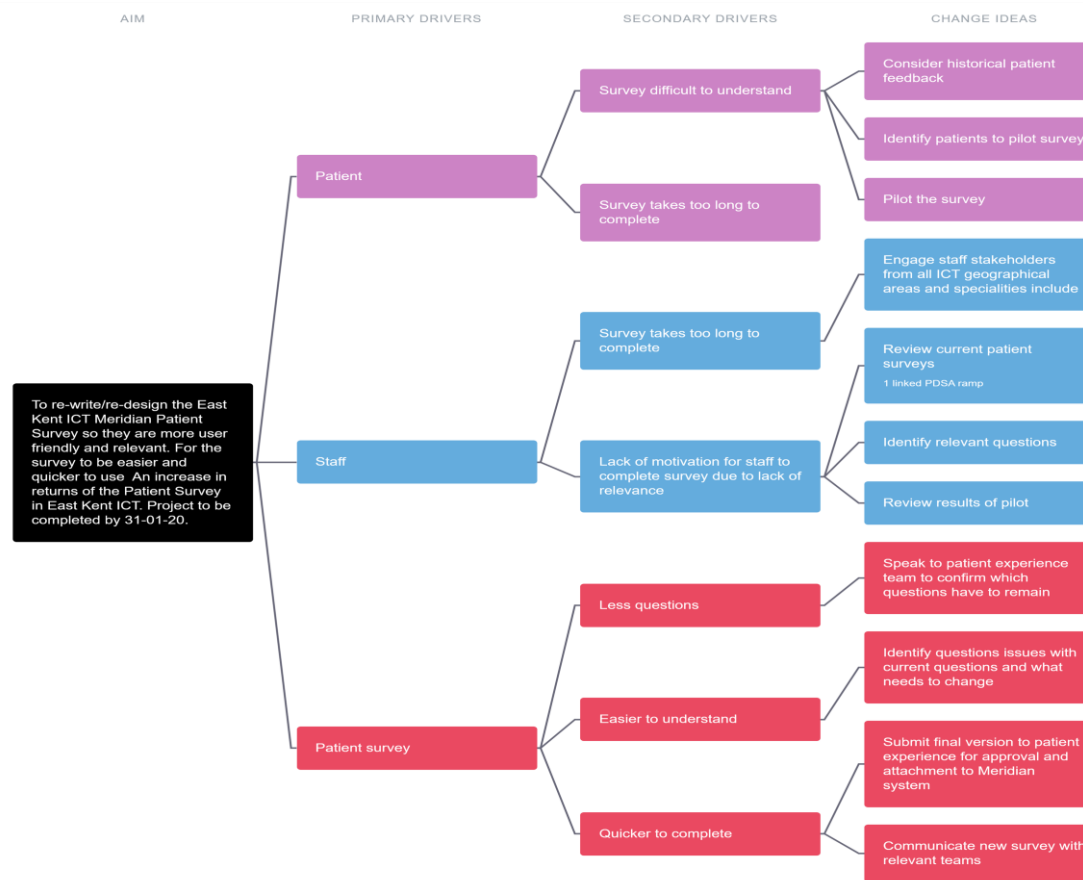 AIM
PRIMARY DRIVERS
SECONDARY DRIVERS
CHANGE IDEAS
To re-write/re-design the East
Kent ICT Meridian Patient
Survey so they are more user
friendly and relevant. For the
survey to be easier and
quicker to use  An increase in
returns of the Patient Survey
in East Kent ICT. Project to be
completed by 31-01-20.
Patient
Survey difficult to understand
Consider historical patient
feedback
Identify patients to pilot survey
Pilot the survey
Survey takes too long to
complete
Staff
Survey takes too long to
complete
Engage staff stakeholders
from all ICT geographical
areas and specialities include
Lack of motivation for staff to
complete survey due to lack of
relevance
Review current patient
surveys
1 linked PDSA ramp
Identify relevant questions
Review results of pilot
Patient survey
Less questions
Speak to patient experience
team to confirm which
questions have to remain
Easier to understand
Identify questions issues with
current questions and what
needs to change
Quicker to complete
Submit final version to patient
experience for approval and
attachment to Meridian
system
Communicate new survey with
relevant teams